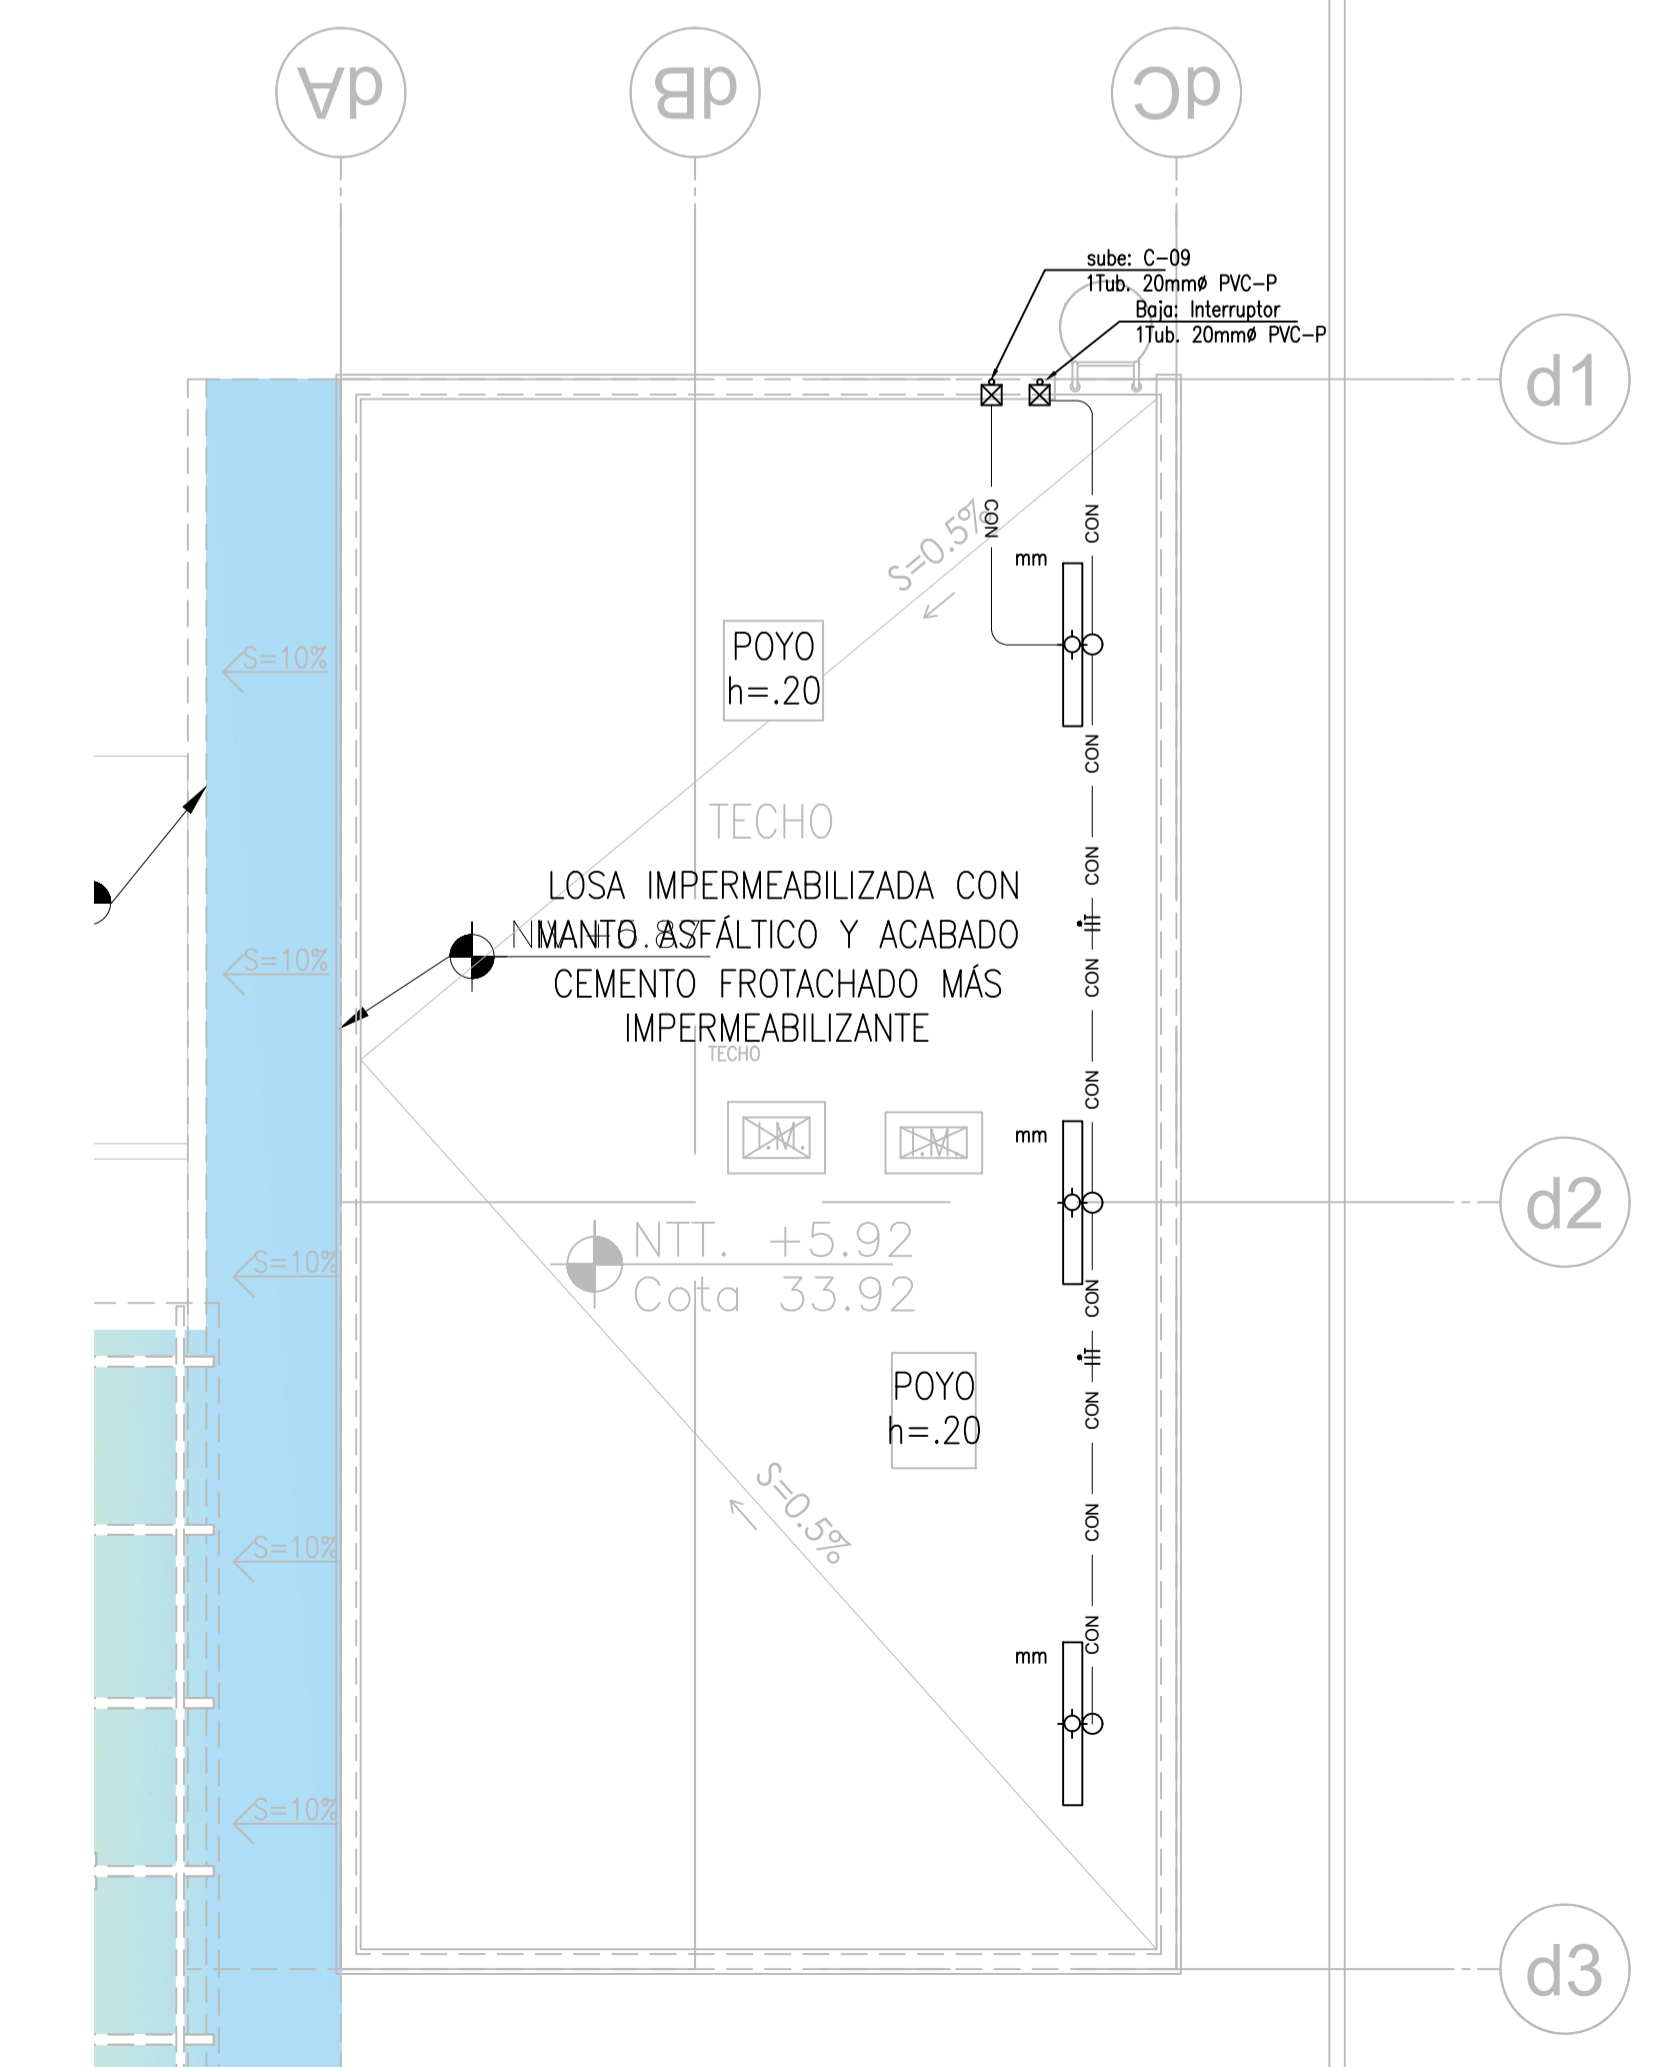 dA
dB
dC
sube: C-09
1Tub. 20mmø PVC-P
Baja: Interruptor
1Tub. 20mmø PVC-P
d1
CON
CON
S=0.5%
mm
POYO
h=.20
S=10%
CON
TECHO
CON
LOSA IMPERMEABILIZADA CON
MANTO ASFÁLTICO Y ACABADO
CEMENTO FROTACHADO MÁS
IMPERMEABILIZANTE
S=10%
CON
TECHO
CON
I.M.
I.M.
mm
d2
NTT. +5.92
Cota 33.92
S=10%
CON
POYO
h=.20
CON
S=0.5%
CON
S=10%
CON
mm
S=10%
d3